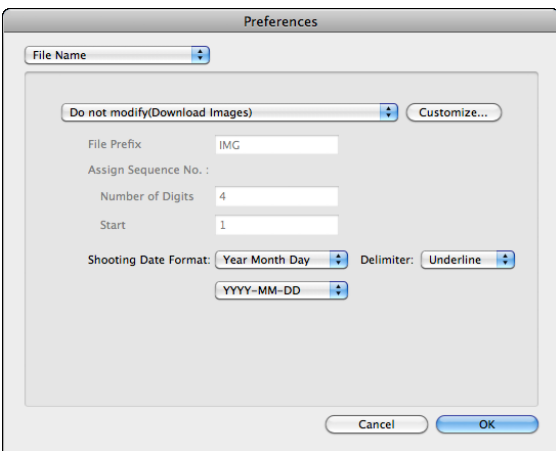 Preferences
File Name
Do not modify(Download Images) Customize...
File Prefix IMG
Assign Sequence No. :
Number of Digits 4
Start 1
Shooting Date Format: Year Month Day Delimiter: Underline
YYYY-MM-DD
Cancel OK